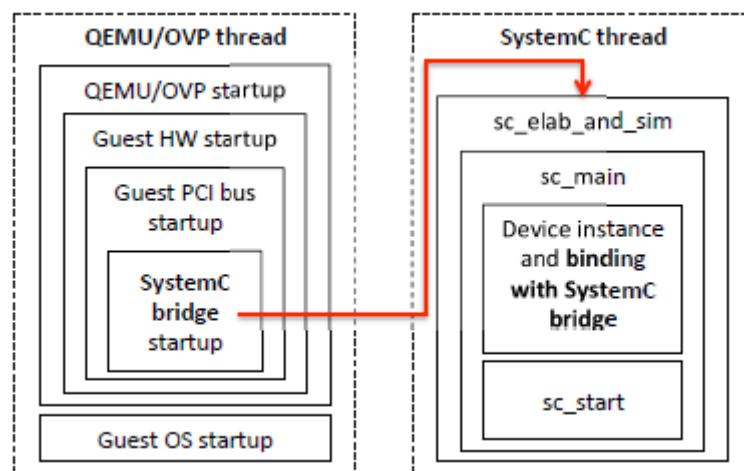 QEMU/OVP thread
QEMU/OVP startup
Guest HW startup
Guest PCI bus
startup
SystemC
bridge
startup
Guest OS startup
SystemC thread
sc_elab_and_sim
sc_main
Device instance
and binding
with SystemC
bridge
sc_start